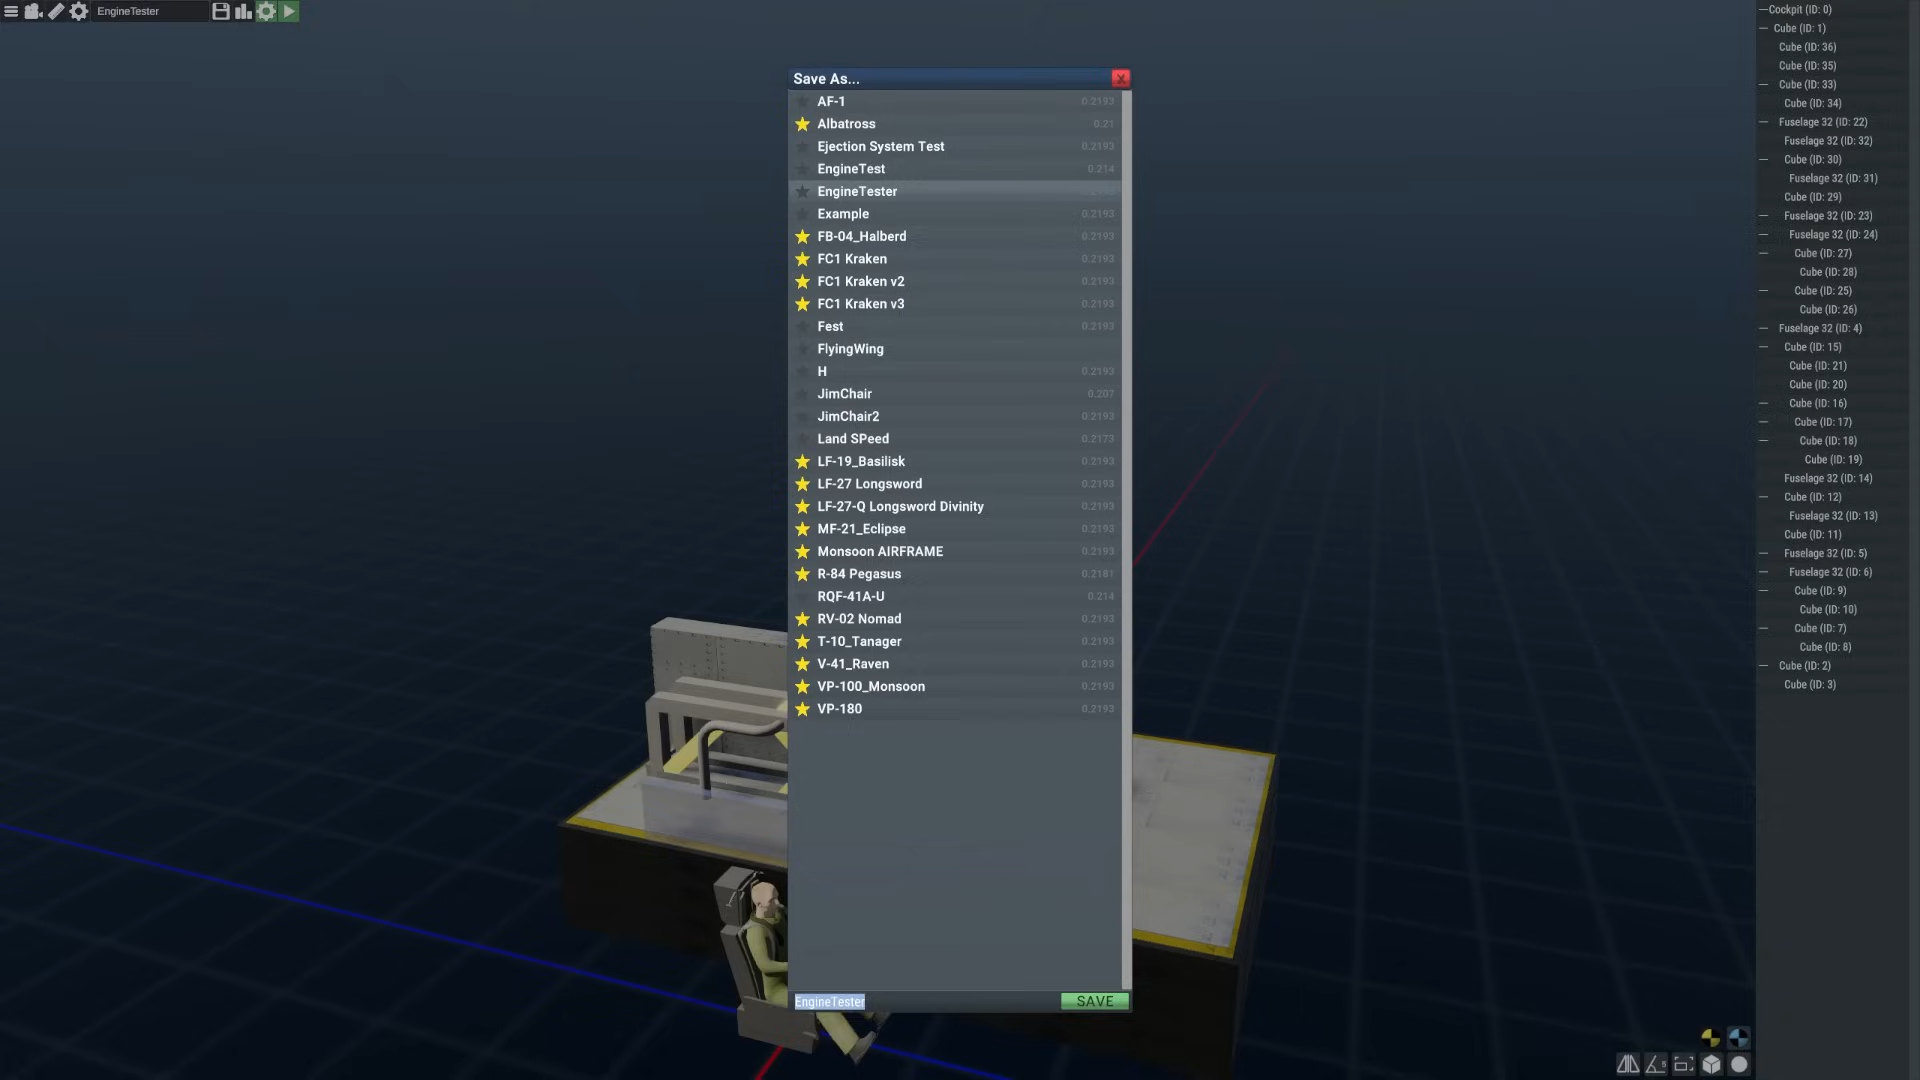 EngineTester
Save As...
X
AF-1 0.2193
Albatross 0.21
Ejection System Test 0.2193
EngineTest 0.214
EngineTester
Example 0.2193
FB-04_Halberd 0.2193
FC1 Kraken 0.2193
FC1 Kraken v2 0.2193
FC1 Kraken v3 0.2193
Fest 0.2193
FlyingWing
H 0.2193
JimChair 0.207
JimChair2 0.2193
Land SPeed 0.2173
LF-19_Basilisk 0.2193
LF-27 Longsword 0.2193
LF-27-Q Longsword Divinity 0.2193
MF-21_Eclipse 0.2193
Monsoon AIRFRAME 0.2193
R-84 Pegasus 0.2181
RQF-41A-U 0.214
RV-02 Nomad 0.2193
T-10_Tanager 0.2193
V-41_Raven 0.2193
VP-100_Monsoon 0.2193
VP-180 0.2193
EngineTester SAVE
Cockpit (ID: 0)
Cube (ID: 1)
Cube (ID: 36)
Cube (ID: 35)
Cube (ID: 33)
Cube (ID: 34)
Fuselage 32 (ID: 22)
Fuselage 32 (ID: 32)
Cube (ID: 30)
Fuselage 32 (ID: 31)
Cube (ID: 29)
Fuselage 32 (ID: 23)
Fuselage 32 (ID: 24)
Cube (ID: 27)
Cube (ID: 28)
Cube (ID: 25)
Cube (ID: 26)
Fuselage 32 (ID: 4)
Cube (ID: 15)
Cube (ID: 21)
Cube (ID: 20)
Cube (ID: 16)
Cube (ID: 17)
Cube (ID: 18)
Cube (ID: 19)
Fuselage 32 (ID: 14)
Cube (ID: 12)
Fuselage 32 (ID: 13)
Cube (ID: 11)
Fuselage 32 (ID: 5)
Fuselage 32 (ID: 6)
Cube (ID: 9)
Cube (ID: 10)
Cube (ID: 7)
Cube (ID: 8)
Cube (ID: 2)
Cube (ID: 3)